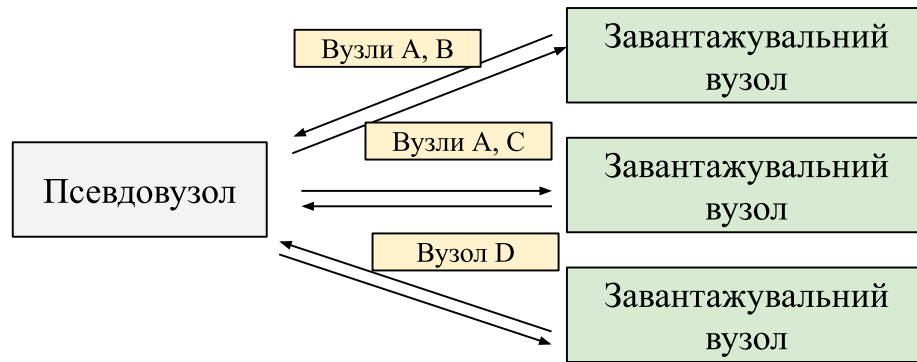 Вузли A, B
Завантажувальний
вузол
Вузли A, C
Псевдовузол
Завантажувальний
вузол
Вузол D
Завантажувальний
вузол